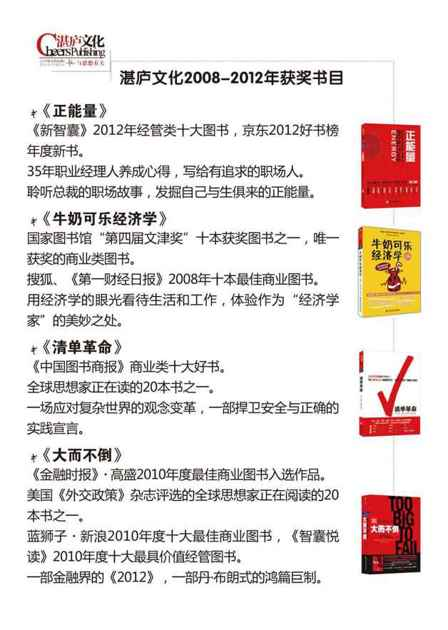 湛庐文化
Cheers Publishing
湛庐文化2008-2012年获奖书目
《正能量》
《新智囊》2012年经管类十大图书，京东2012好书榜
年度新书。
35年职业经理人养成心得，写给有追求的职场人。
聆听总裁的职场故事，发掘自己与生俱来的正能量。
正能量
ENERGY
《牛奶可乐经济学》
国家图书馆“第四届文津奖”十本获奖图书之一，唯一
获奖的商业类图书。
搜狐、《第一财经日报》2008年十本最佳商业图书。
用经济学的眼光看待生活和工作，体验作为“经济学
家”的美妙之处。
牛奶可乐
经济学
《清单革命》
《中国图书商报》商业类十大好书。
全球思想家正在读的20本书之一。
一场应对复杂世界的观念变革，一部捍卫安全与正确的
实践宣言。
清单革命
《大而不倒》
《金融时报》·高盛2010年度最佳商业图书入选作品。
美国《外交政策》杂志评选的全球思想家正在阅读的20
本书之一。
蓝狮子·新浪2010年度十大最佳商业图书，《智囊悦
读》2010年度十大最具价值经管图书。
一部金融界的《2012》，一部丹·布朗式的鸿篇巨制。
TOO
BIG
TO
FAIL
大而不倒